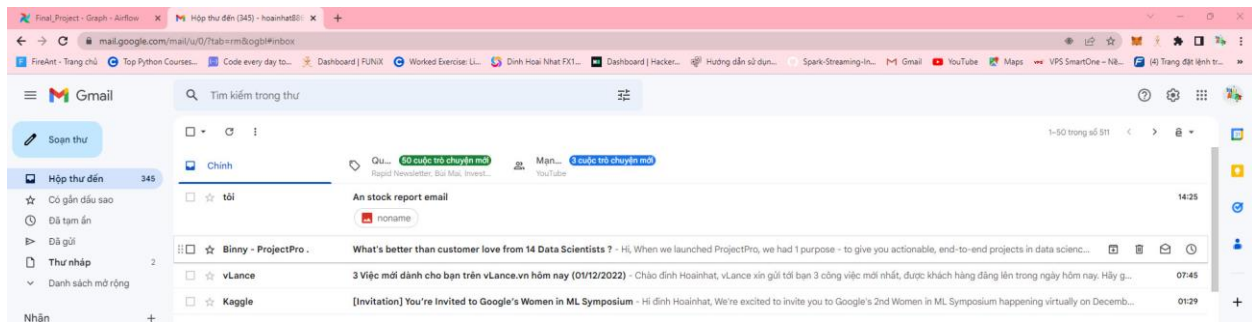 Final_Project - Graph - Airflow
Hộp thư đến (345) - hoainhat886
mail.google.com/mail/u/0/?tab=rm&ogbl#inbox
FireAnt - Trang chủ Top Python Courses... Code every day to... Dashboard | FUNiX Worked Exercise: Li... Dinh Hoai Nhat FX1... Dashboard | Hacker... Hướng dẫn sử dụn... Spark-Streaming-In... Gmail YouTube Maps VPS SmartOne – Nề... (4) Trang đặt lệnh tr...
Gmail
Tìm kiếm trong thư
Soạn thư
1–50 trong số 511
Chính
Qu... 50 cuộc trò chuyện mới
Rapid Newsletter, Bùi Mai, Invest...
Mạn... 3 cuộc trò chuyện mới
YouTube
Hộp thư đến 345
Có gắn dấu sao
Đã tạm ẩn
Đã gửi
Thư nháp 2
Danh sách mở rộng
Nhãn
tôi An stock report email 14:25
noname
Binny - ProjectPro . What's better than customer love from 14 Data Scientists ? - Hi, When we launched ProjectPro, we had 1 purpose - to give you actionable, end-to-end projects in data scienc...
vLance 3 Việc mới dành cho bạn trên vLance.vn hôm nay (01/12/2022) - Chào đinh Hoainhat, vLance xin gửi tới bạn 3 công việc mới nhất, được khách hàng đăng lên trong ngày hôm nay. Hãy g... 07:45
Kaggle [Invitation] You're Invited to Google's Women in ML Symposium - Hi đinh Hoainhat, We're excited to invite you to Google's 2nd Women in ML Symposium happening virtually on Decemb... 01:29